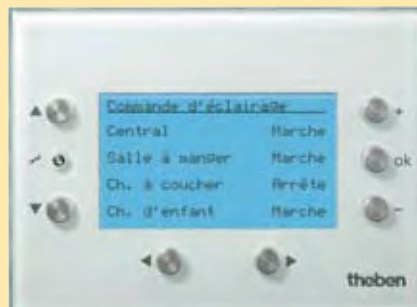 Commande d'éclairage
Central Marche
Salle à manger Marche
Ch. à coucher Arrête
Ch. d'enfant Marche
+
ok
-
theben